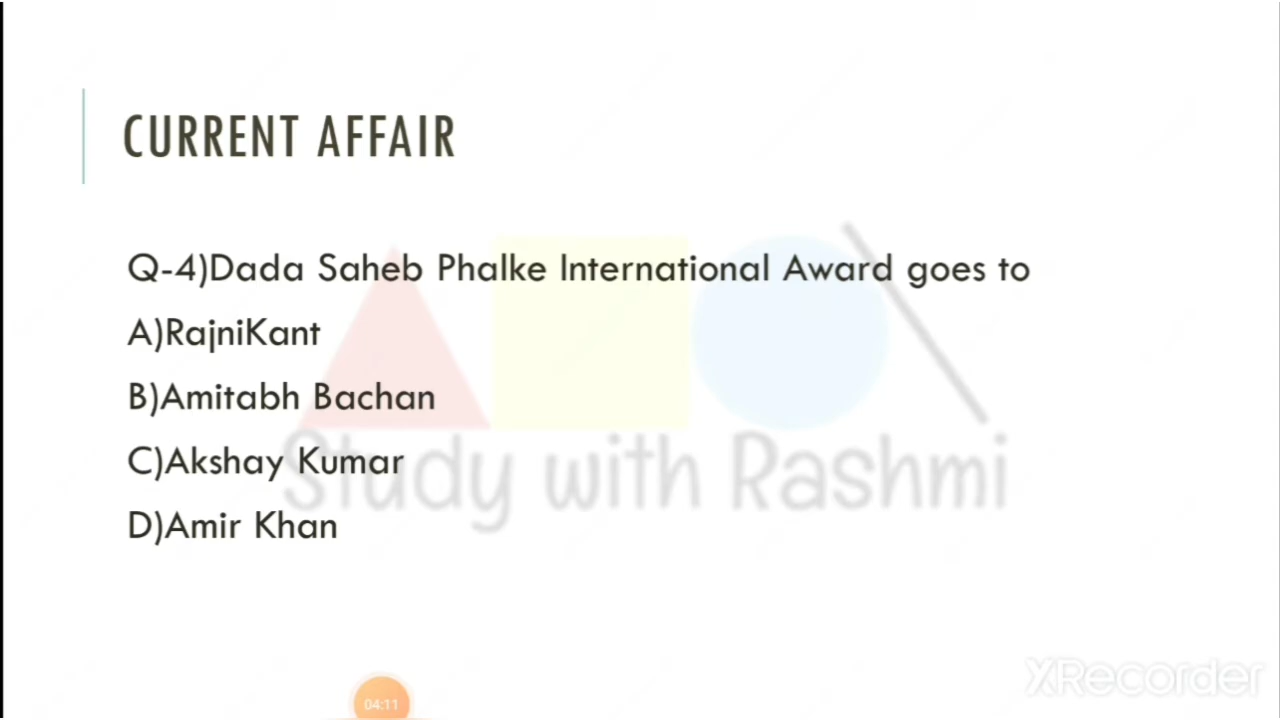 CURRENT AFFAIR
Q-4)Dada Saheb Phalke International Award goes to
A)RajniKant
B)Amitabh Bachan
C)Akshay Kumar
D)Amir Khan
Study with Rashmi
XRecorder
04:11